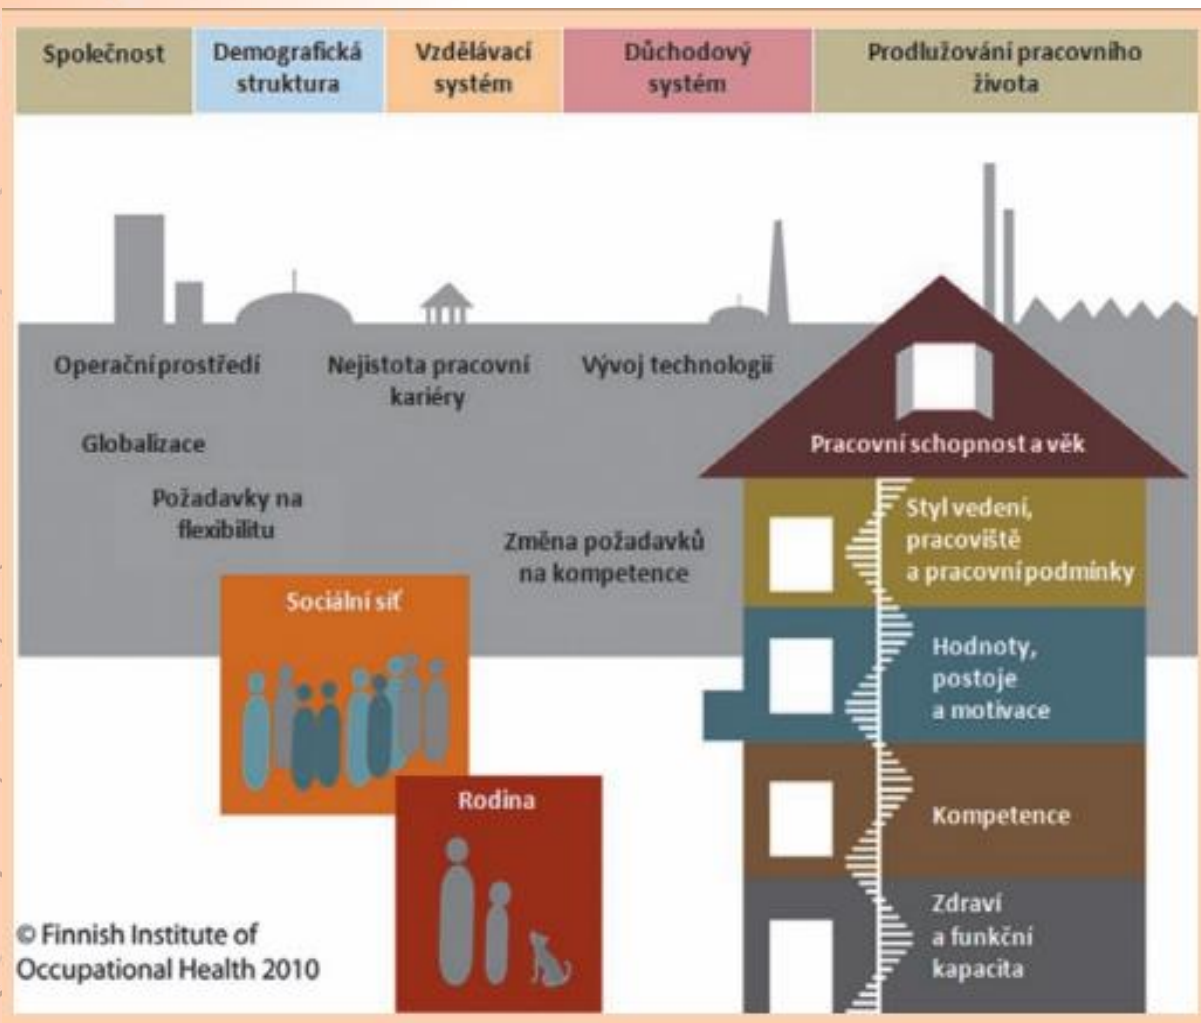 Společnost
Demografická
struktura
Vzdělávací
systém
Důchodový
systém
Prodlužování pracovního
života
Operační prostředí
Nejistota pracovní
kariéry
Vývoj technologií
Globalizace
Požadavky na
flexibilitu
Změna požadavků
na kompetence
Sociální síť
Rodina
Pracovní schopnost a věk
Styl vedení,
pracoviště
a pracovní podmínky
Hodnoty,
postoje
a motivace
Kompetence
Zdraví
a funkční
kapacita
© Finnish Institute of
Occupational Health 2010